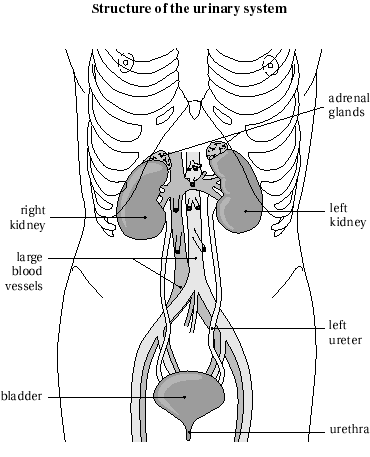 Structure of the urinary system
adrenal
glands
right
kidney
left
kidney
large
blood
vessels
left
ureter
bladder
urethra